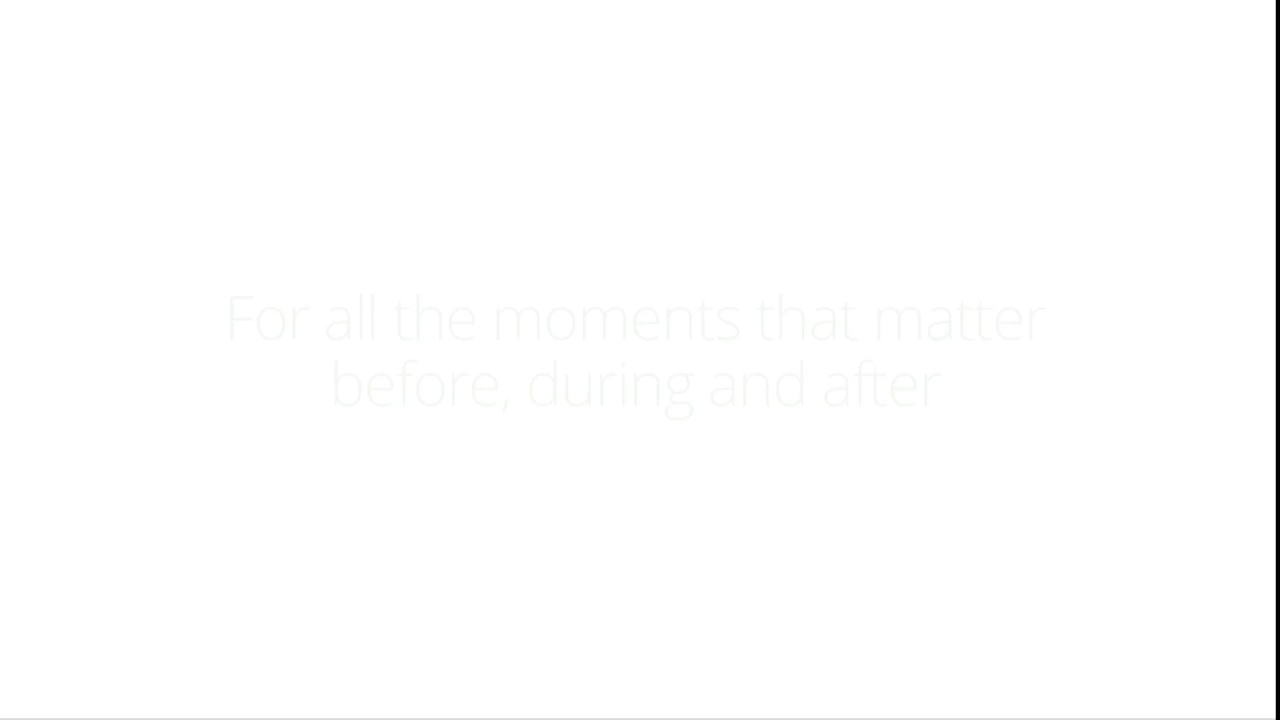 For all the moments that matter
before, during and after